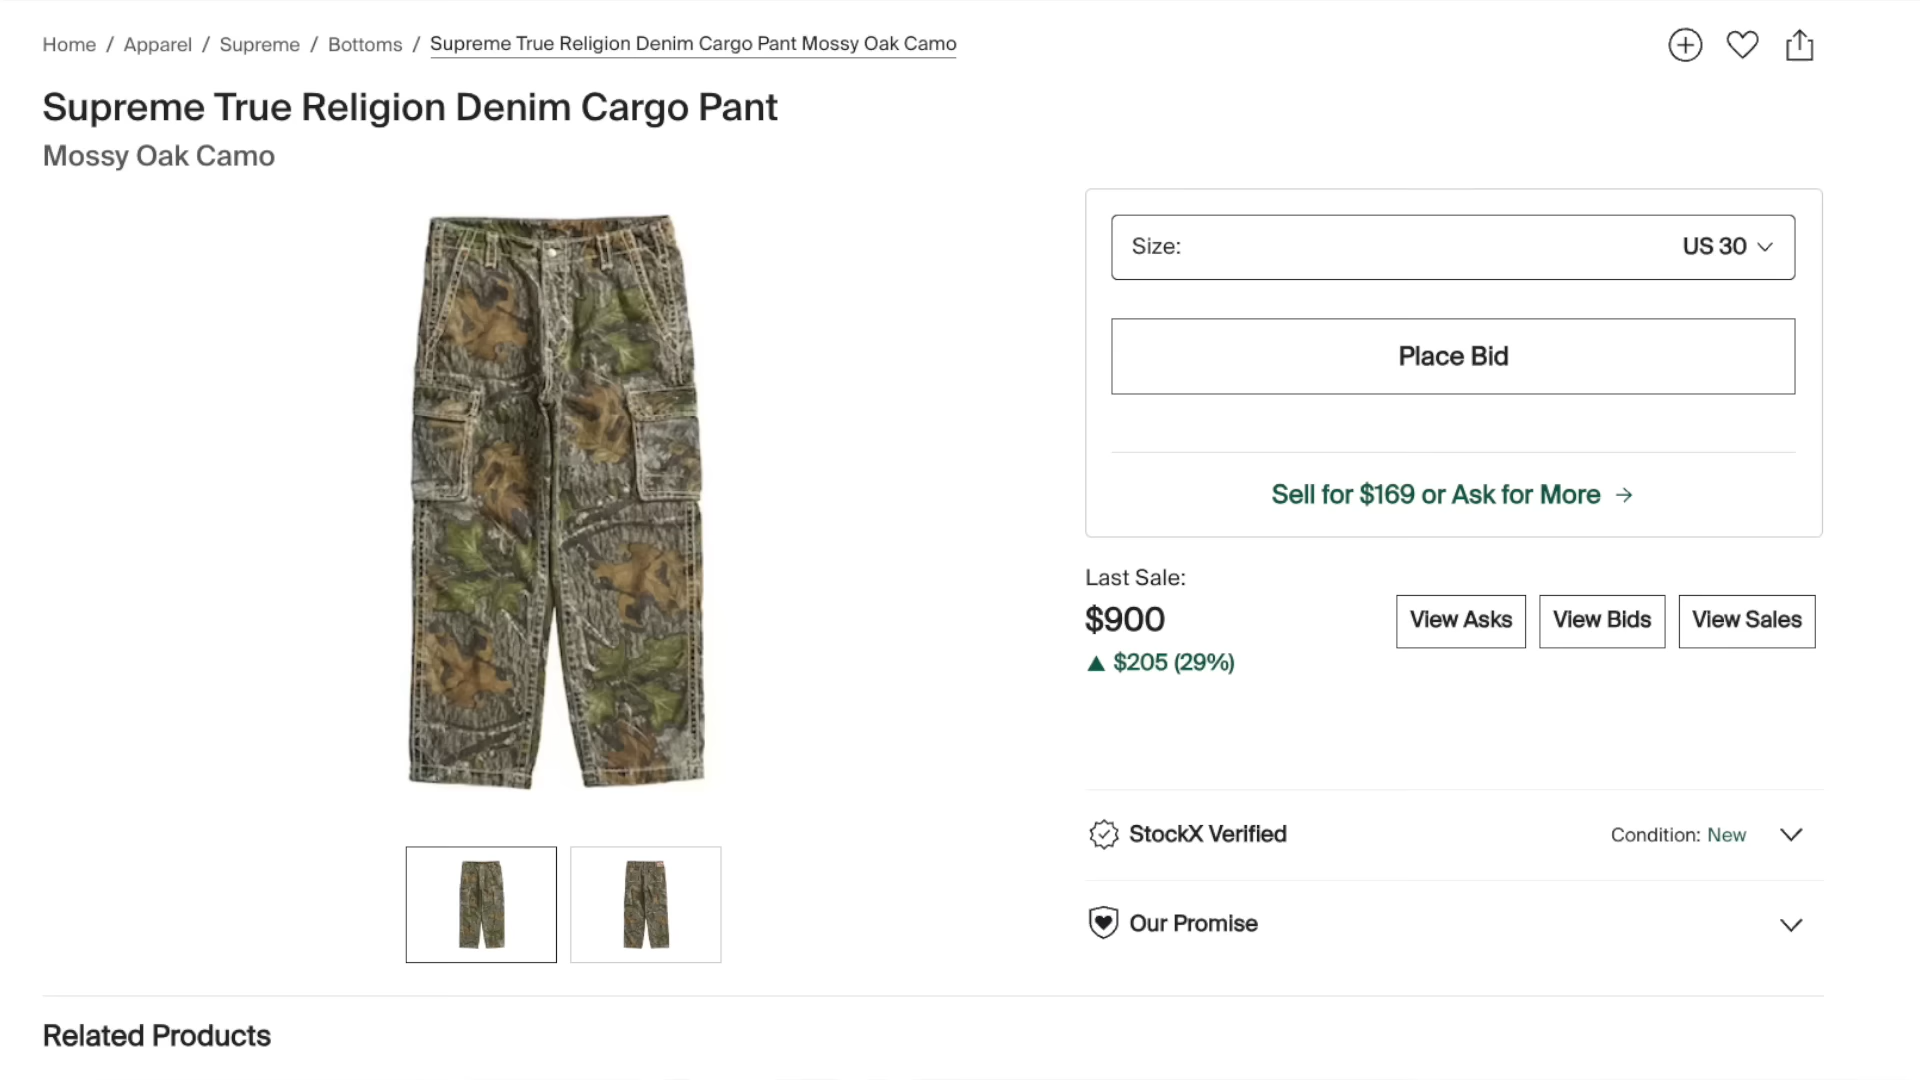 Home / Apparel / Supreme / Bottoms / Supreme True Religion Denim Cargo Pant Mossy Oak Camo
Supreme True Religion Denim Cargo Pant
Mossy Oak Camo
Size: US 30
Place Bid
Sell for $169 or Ask for More →
Last Sale:
$900
▲ $205 (29%)
View Asks View Bids View Sales
StockX Verified Condition: New
Our Promise
Related Products